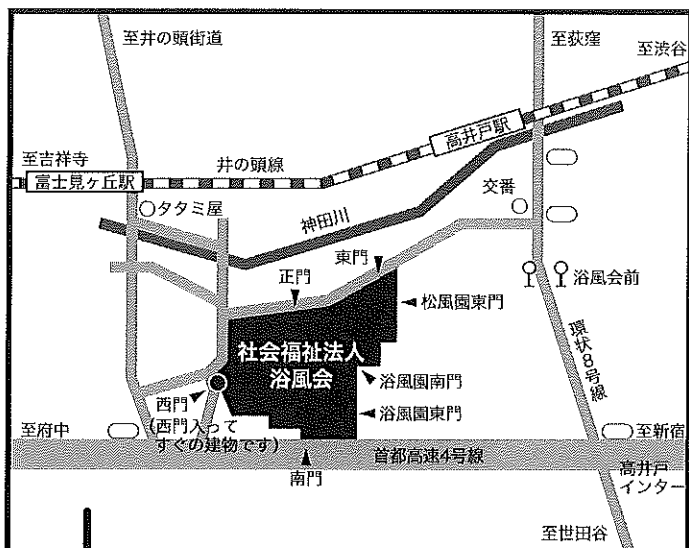 至井の頭街道
至荻窪
至渋谷
高井戸駅
至吉祥寺
井の頭線
富士見ヶ丘駅
タタミ屋
交番
神田川
東門
正門
浴風会前
松風園東門
社会福祉法人
浴風会
環状8号線
浴風園南門
西門
浴風園東門
(西門入って
すぐの建物です)
至府中
至新宿
首都高速4号線
南門
高井戸
インター
至世田谷